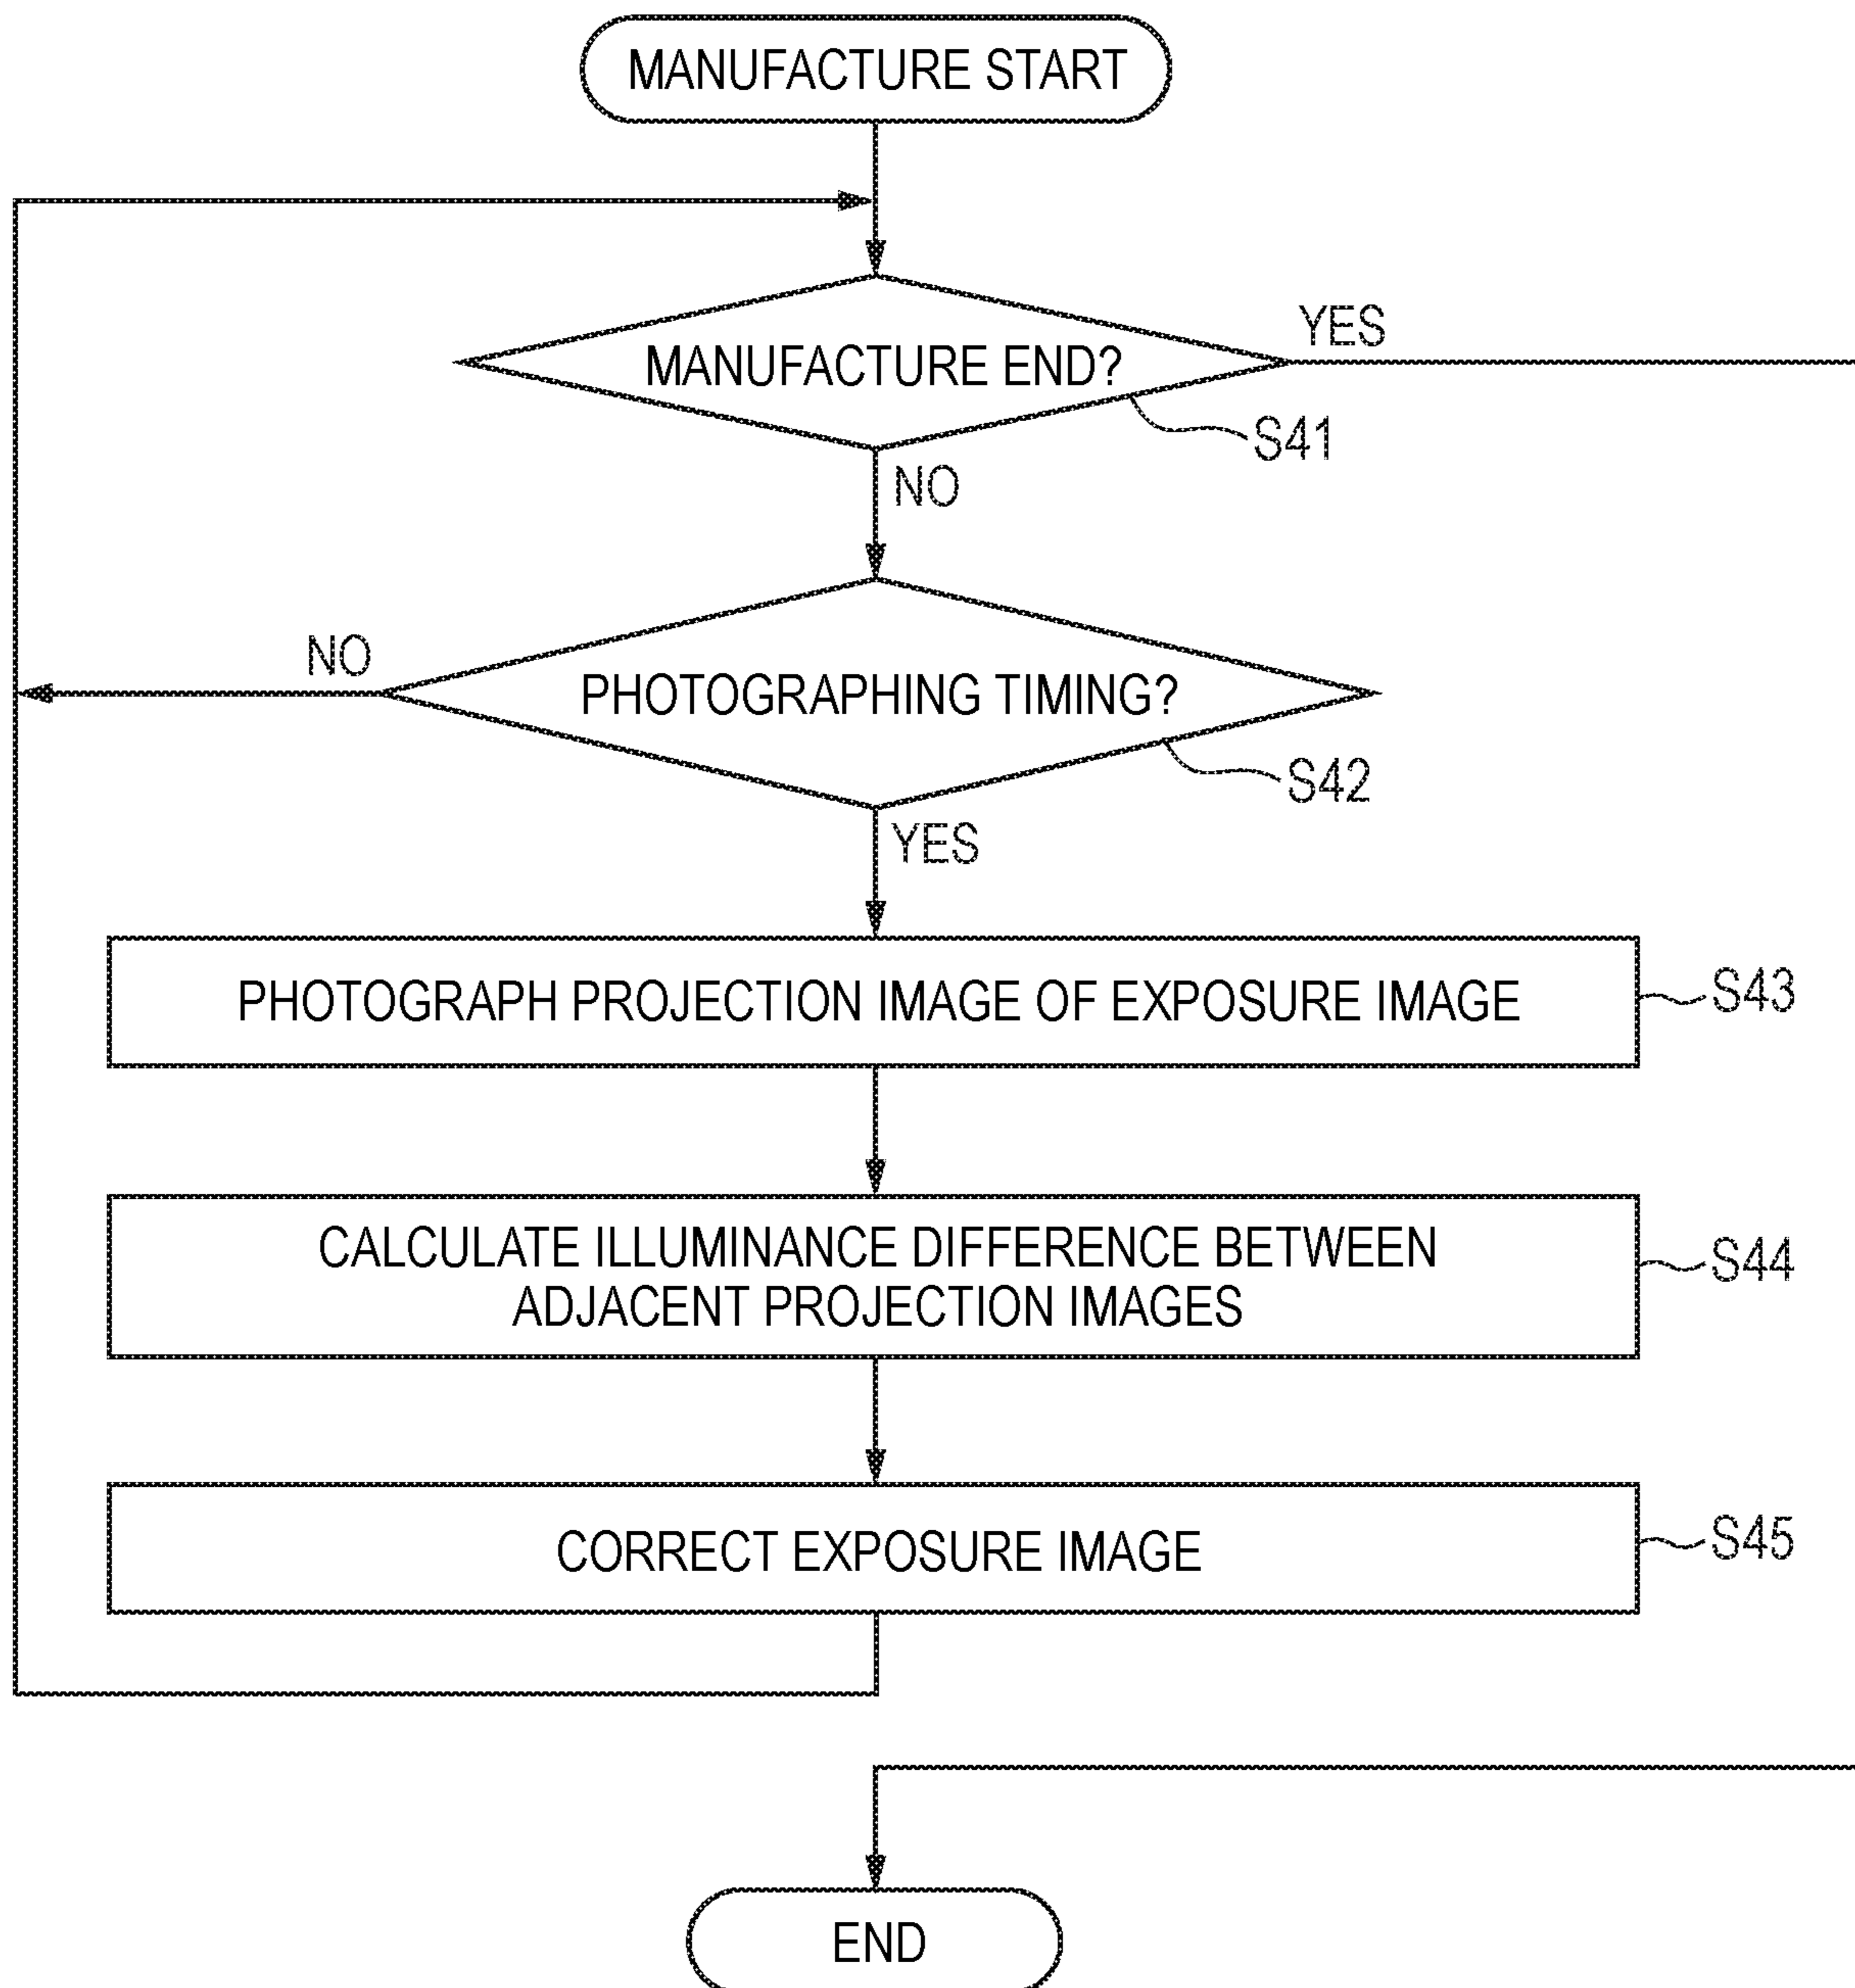 MANUFACTURE START
YES
MANUFACTURE END?
S41
NO
NO
PHOTOGRAPHING TIMING?
S42
YES
PHOTOGRAPH PROJECTION IMAGE OF EXPOSURE IMAGE
S43
CALCULATE ILLUMINANCE DIFFERENCE BETWEEN
ADJACENT PROJECTION IMAGES
S44
CORRECT EXPOSURE IMAGE
S45
END